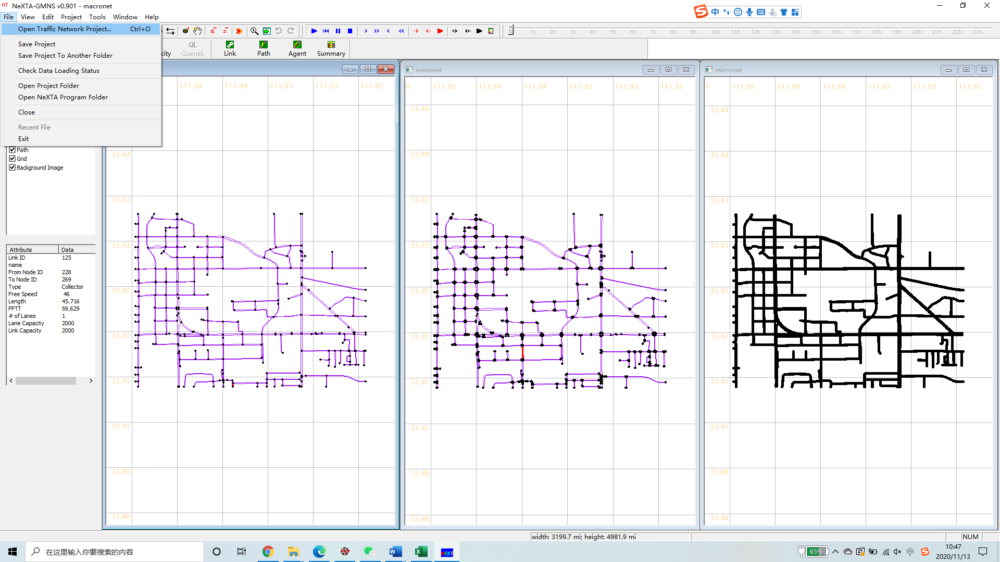 NeXTA-GMNS v0.901 - macronet
中
File View Edit Project Tools Window Help
Open Traffic Network Project... Ctrl+O
Save Project
Save Project To Another Folder
Check Data Loading Status
Open Project Folder
Open NeXTA Program Folder
Close
Recent File
Exit
1h. 2h. 3h. 4h. 5h. 6h. 7h. 8h. 9h. 10h. 11h. 12h. 13h. 14h. 15h. 16h. 17h. 18h. 19h. 20h. 21h. 22h. 23h.
city QL QueueL Link Path Agent Summary
Path
Grid
Background Image
Attribute Data
Link ID 125
name
From Node ID 228
To Node ID 269
Type Collector
Free Speed 46
Length 45.716
FFTT 59.629
# of Lanes 1
Lane Capacity 2000
Link Capacity 2000
-111.94 -111.94 -111.93 -111.93 -111.92
33.44
33.43
33.43
33.42
33.42
33.41
33.41
33.40
33.40
mesonet
5 -111.95 -111.94 -111.94 -111.93 -111.93 -111.92
33.44
33.44
33.43
33.43
33.42
33.42
33.41
33.41
33.40
33.40
micronet
5 -111.95 -111.94 -111.94 -111.93 -111.93 -111.92
33.44
33.44
33.43
33.43
33.42
33.42
33.41
33.41
33.40
33.40
width: 3199.7 mi; height: 4981.9 mi
NUM
在这里输入你要搜索的内容
NEXT
65%
中
10:47
2020/11/13